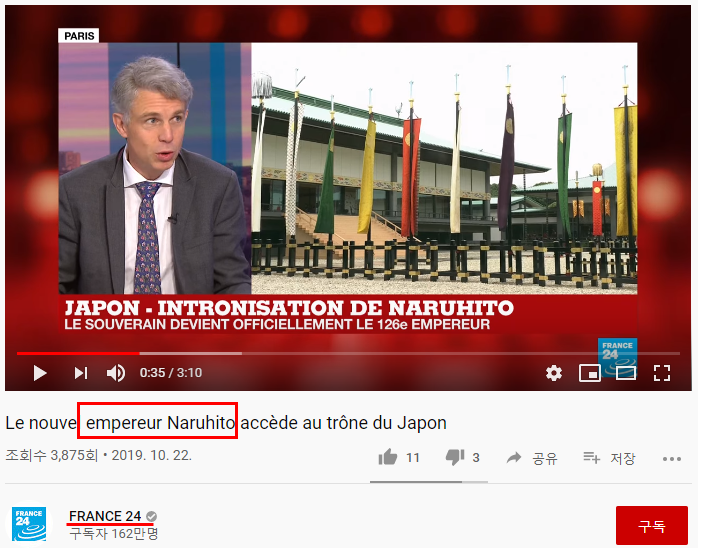 PARIS
JAPON - INTRONISATION DE NARUHITO
LE SOUVERAIN DEVIENT OFFICIELLEMENT LE 126e EMPEREUR
FRANCE
24
0:35 / 3:10
Le nouve empereur Naruhito accède au trône du Japon
조회수 3,875회 • 2019. 10. 22.
11
3
공유
저장
FRANCE
24
FRANCE 24
구독자 162만명
구독